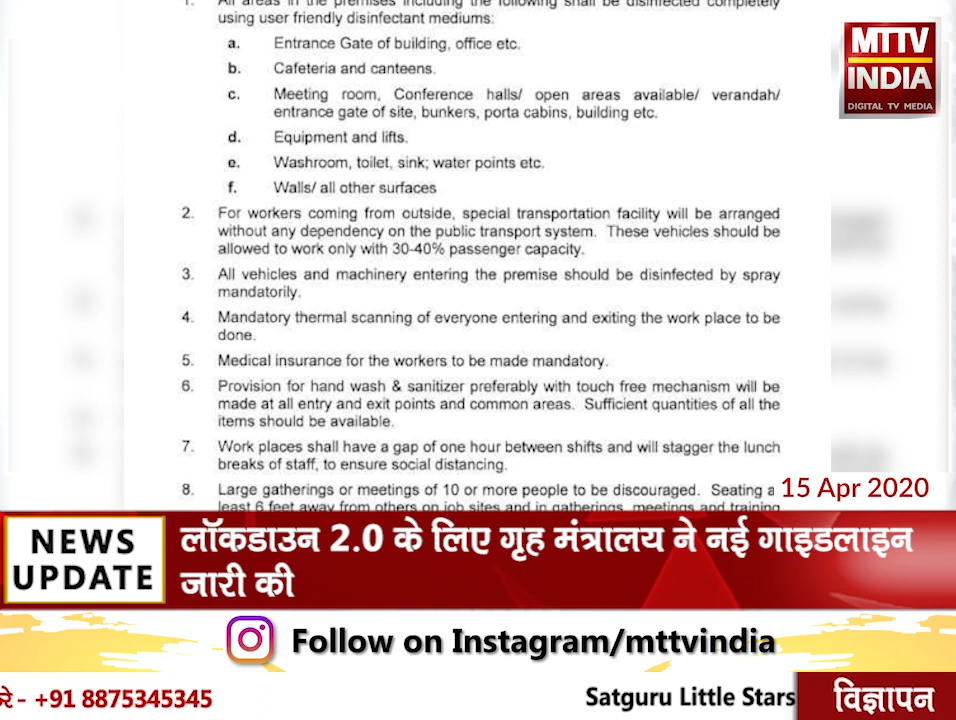 1. All areas in the premises including the following shall be disinfected completely
using user friendly disinfectant mediums:
a. Entrance Gate of building, office etc.
b. Cafeteria and canteens.
c. Meeting room, Conference halls/ open areas available/ verandah/
entrance gate of site, bunkers, porta cabins, building etc.
d. Equipment and lifts.
e. Washroom, toilet, sink; water points etc.
f. Walls/ all other surfaces
2. For workers coming from outside, special transportation facility will be arranged
without any dependency on the public transport system. These vehicles should be
allowed to work only with 30-40% passenger capacity.
3. All vehicles and machinery entering the premise should be disinfected by spray
mandatorily.
4. Mandatory thermal scanning of everyone entering and exiting the work place to be
done.
5. Medical insurance for the workers to be made mandatory.
6. Provision for hand wash & sanitizer preferably with touch free mechanism will be
made at all entry and exit points and common areas. Sufficient quantities of all the
items should be available.
7. Work places shall have a gap of one hour between shifts and will stagger the lunch
breaks of staff, to ensure social distancing.
8. Large gatherings or meetings of 10 or more people to be discouraged. Seating a
least 6 feet away from others on job sites and in gatherings, meetings and training
MTTV
INDIA
DIGITAL TV MEDIA
15 Apr 2020
NEWS
UPDATE
लॉकडाउन 2.0 के लिए गृह मंत्रालय ने नई गाइडलाइन
जारी की
Follow on Instagram/mttvindia
करे - +91 8875345345
Satguru Little Stars
विज्ञापन